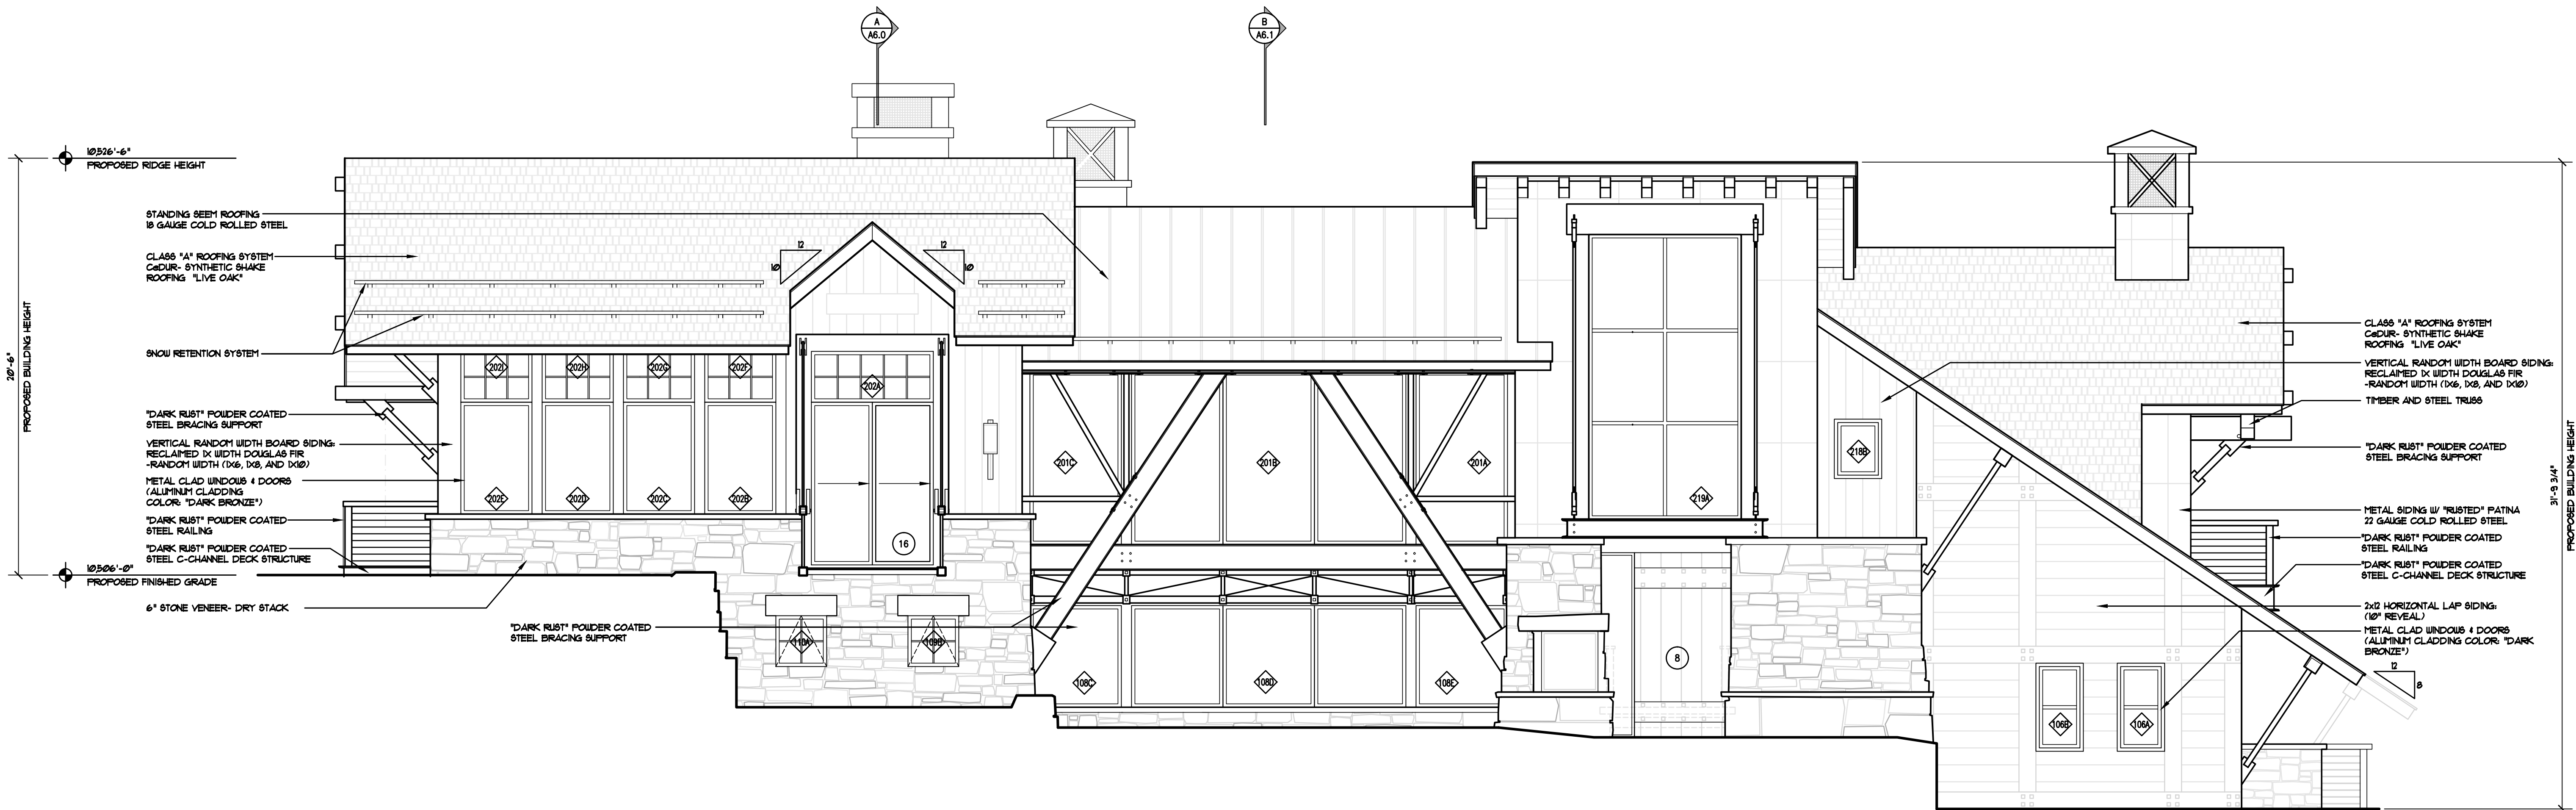 A
A6.0
B
A6.1
10,526'-6"
PROPOSED RIDGE HEIGHT
STANDING SEEM ROOFING
18 GAUGE COLD ROLLED STEEL
CLASS "A" ROOFING SYSTEM
CeDUR- SYNTHETIC SHAKE
ROOFING "LIVE OAK"
12
10
12
10
SNOW RETENTION SYSTEM
20'-6"
PROPOSED BUILDING HEIGHT
"DARK RUST" POWDER COATED
STEEL BRACING SUPPORT
VERTICAL RANDOM WIDTH BOARD SIDING:
RECLAIMED 1X WIDTH DOUGLAS FIR
-RANDOM WIDTH (1X6, 1X8, AND 1X10)
METAL CLAD WINDOWS & DOORS
(ALUMINUM CLADDING
COLOR: "DARK BRONZE")
"DARK RUST" POWDER COATED
STEEL RAILING
"DARK RUST" POWDER COATED
STEEL C-CHANNEL DECK STRUCTURE
10,506'-0"
PROPOSED FINISHED GRADE
6" STONE VENEER- DRY STACK
"DARK RUST" POWDER COATED
STEEL BRACING SUPPORT
202I
202H
202G
202F
202A
202E
202D
202C
202B
16
110A
109B
201C
201B
201A
108C
108D
108E
219A
218B
8
106B
106A
CLASS "A" ROOFING SYSTEM
CeDUR- SYNTHETIC SHAKE
ROOFING "LIVE OAK"
VERTICAL RANDOM WIDTH BOARD SIDING:
RECLAIMED 1X WIDTH DOUGLAS FIR
-RANDOM WIDTH (1X6, 1X8, AND 1X10)
TIMBER AND STEEL TRUSS
"DARK RUST" POWDER COATED
STEEL BRACING SUPPORT
METAL SIDING W/ "RUSTED" PATINA
22 GAUGE COLD ROLLED STEEL
"DARK RUST" POWDER COATED
STEEL RAILING
"DARK RUST" POWDER COATED
STEEL C-CHANNEL DECK STRUCTURE
2x12 HORIZONTAL LAP SIDING:
(10" REVEAL)
METAL CLAD WINDOWS & DOORS
(ALUMINUM CLADDING COLOR: "DARK
BRONZE")
12
8
31'-9 3/4"
PROPOSED BUILDING HEIGHT